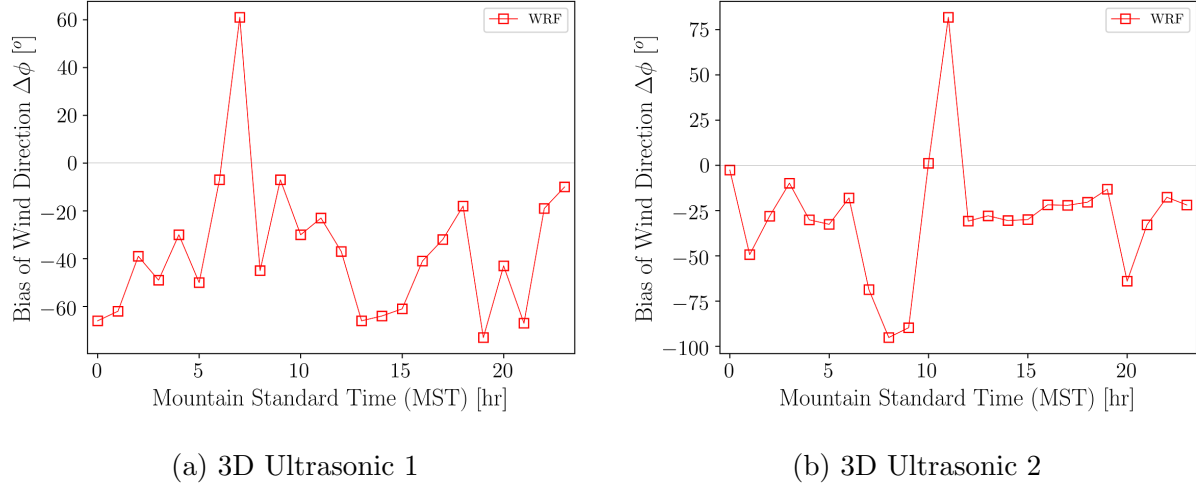 Bias of Wind Direction Δϕ [°]
60
40
20
0
−20
−40
−60
WRF
0 5 10 15 20
Mountain Standard Time (MST) [hr]
(a) 3D Ultrasonic 1
Bias of Wind Direction Δϕ [°]
75
50
25
0
−25
−50
−75
−100
WRF
0 5 10 15 20
Mountain Standard Time (MST) [hr]
(b) 3D Ultrasonic 2